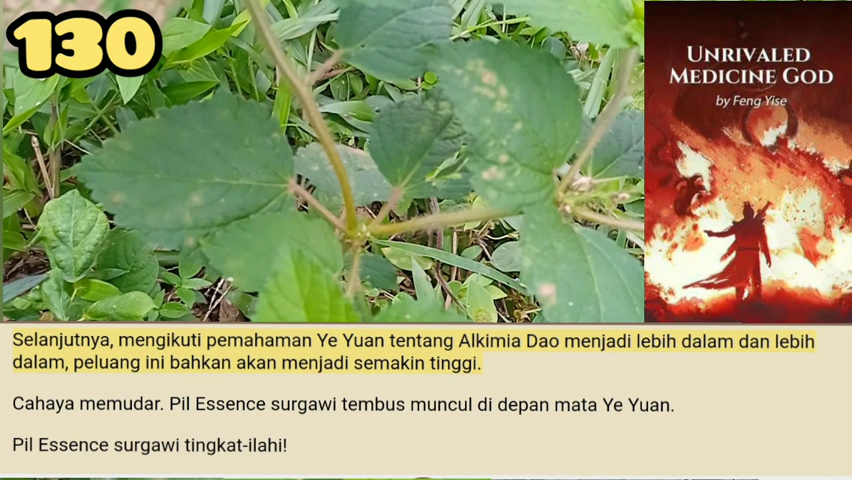 130
UNRIVALED
MEDICINE GOD
by Feng Yise
Selanjutnya, mengikuti pemahaman Ye Yuan tentang Alkimia Dao menjadi lebih dalam dan lebih
dalam, peluang ini bahkan akan menjadi semakin tinggi.
Cahaya memudar. Pil Essence surgawi tembus muncul di depan mata Ye Yuan.
Pil Essence surgawi tingkat-ilahi!